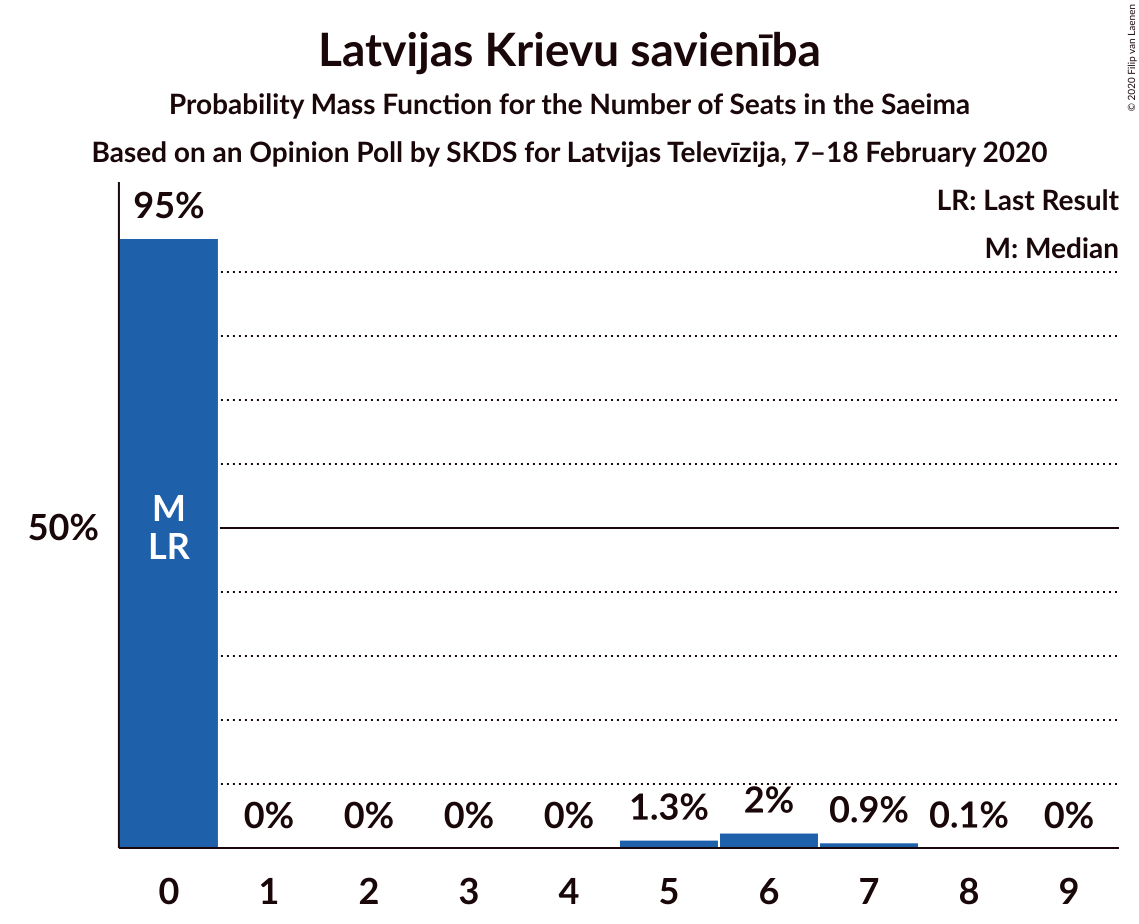 Latvijas Krievu savienība
Probability Mass Function for the Number of Seats in the Saeima
Based on an Opinion Poll by SKDS for Latvijas Televīzija, 7–18 February 2020
© 2020 Filip van Laenen
LR: Last Result
M: Median
95%
50%
M
LR
0% 0% 0% 0% 1.3% 2% 0.9% 0.1% 0%
0 1 2 3 4 5 6 7 8 9